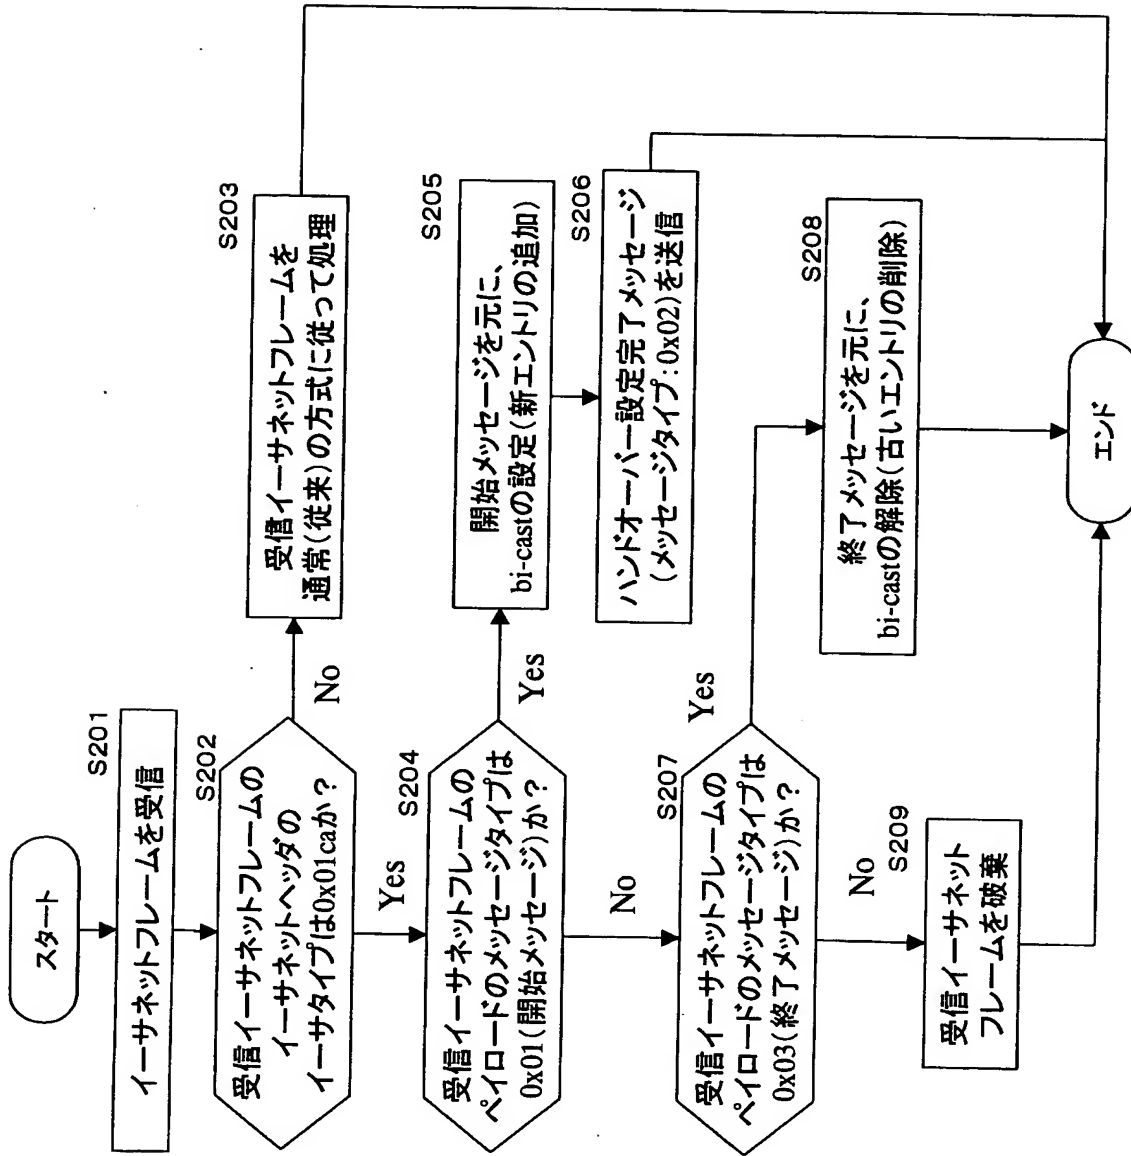 スタート
S201
イーサネットフレームを受信
S202
受信イーサネットフレームの
イーサネットヘッダの
イーサタイプは0x01caか？
No
S203
受信イーサネットフレームを
通常(従来)の方式に従って処理
Yes
S204
受信イーサネットフレームの
ペイロードのメッセージタイプは
0x01(開始メッセージ)か？
Yes
S205
開始メッセージを元に、
bi-castの設定(新エントリの追加)
S206
ハンドオーバー設定完了メッセージ
(メッセージタイプ:0x02)を送信
No
S207
受信イーサネットフレームの
ペイロードのメッセージタイプは
0x03(終了メッセージ)か？
Yes
S208
終了メッセージを元に、
bi-castの解除(古いエントリの削除)
No
S209
受信イーサネット
フレームを破棄
エンド